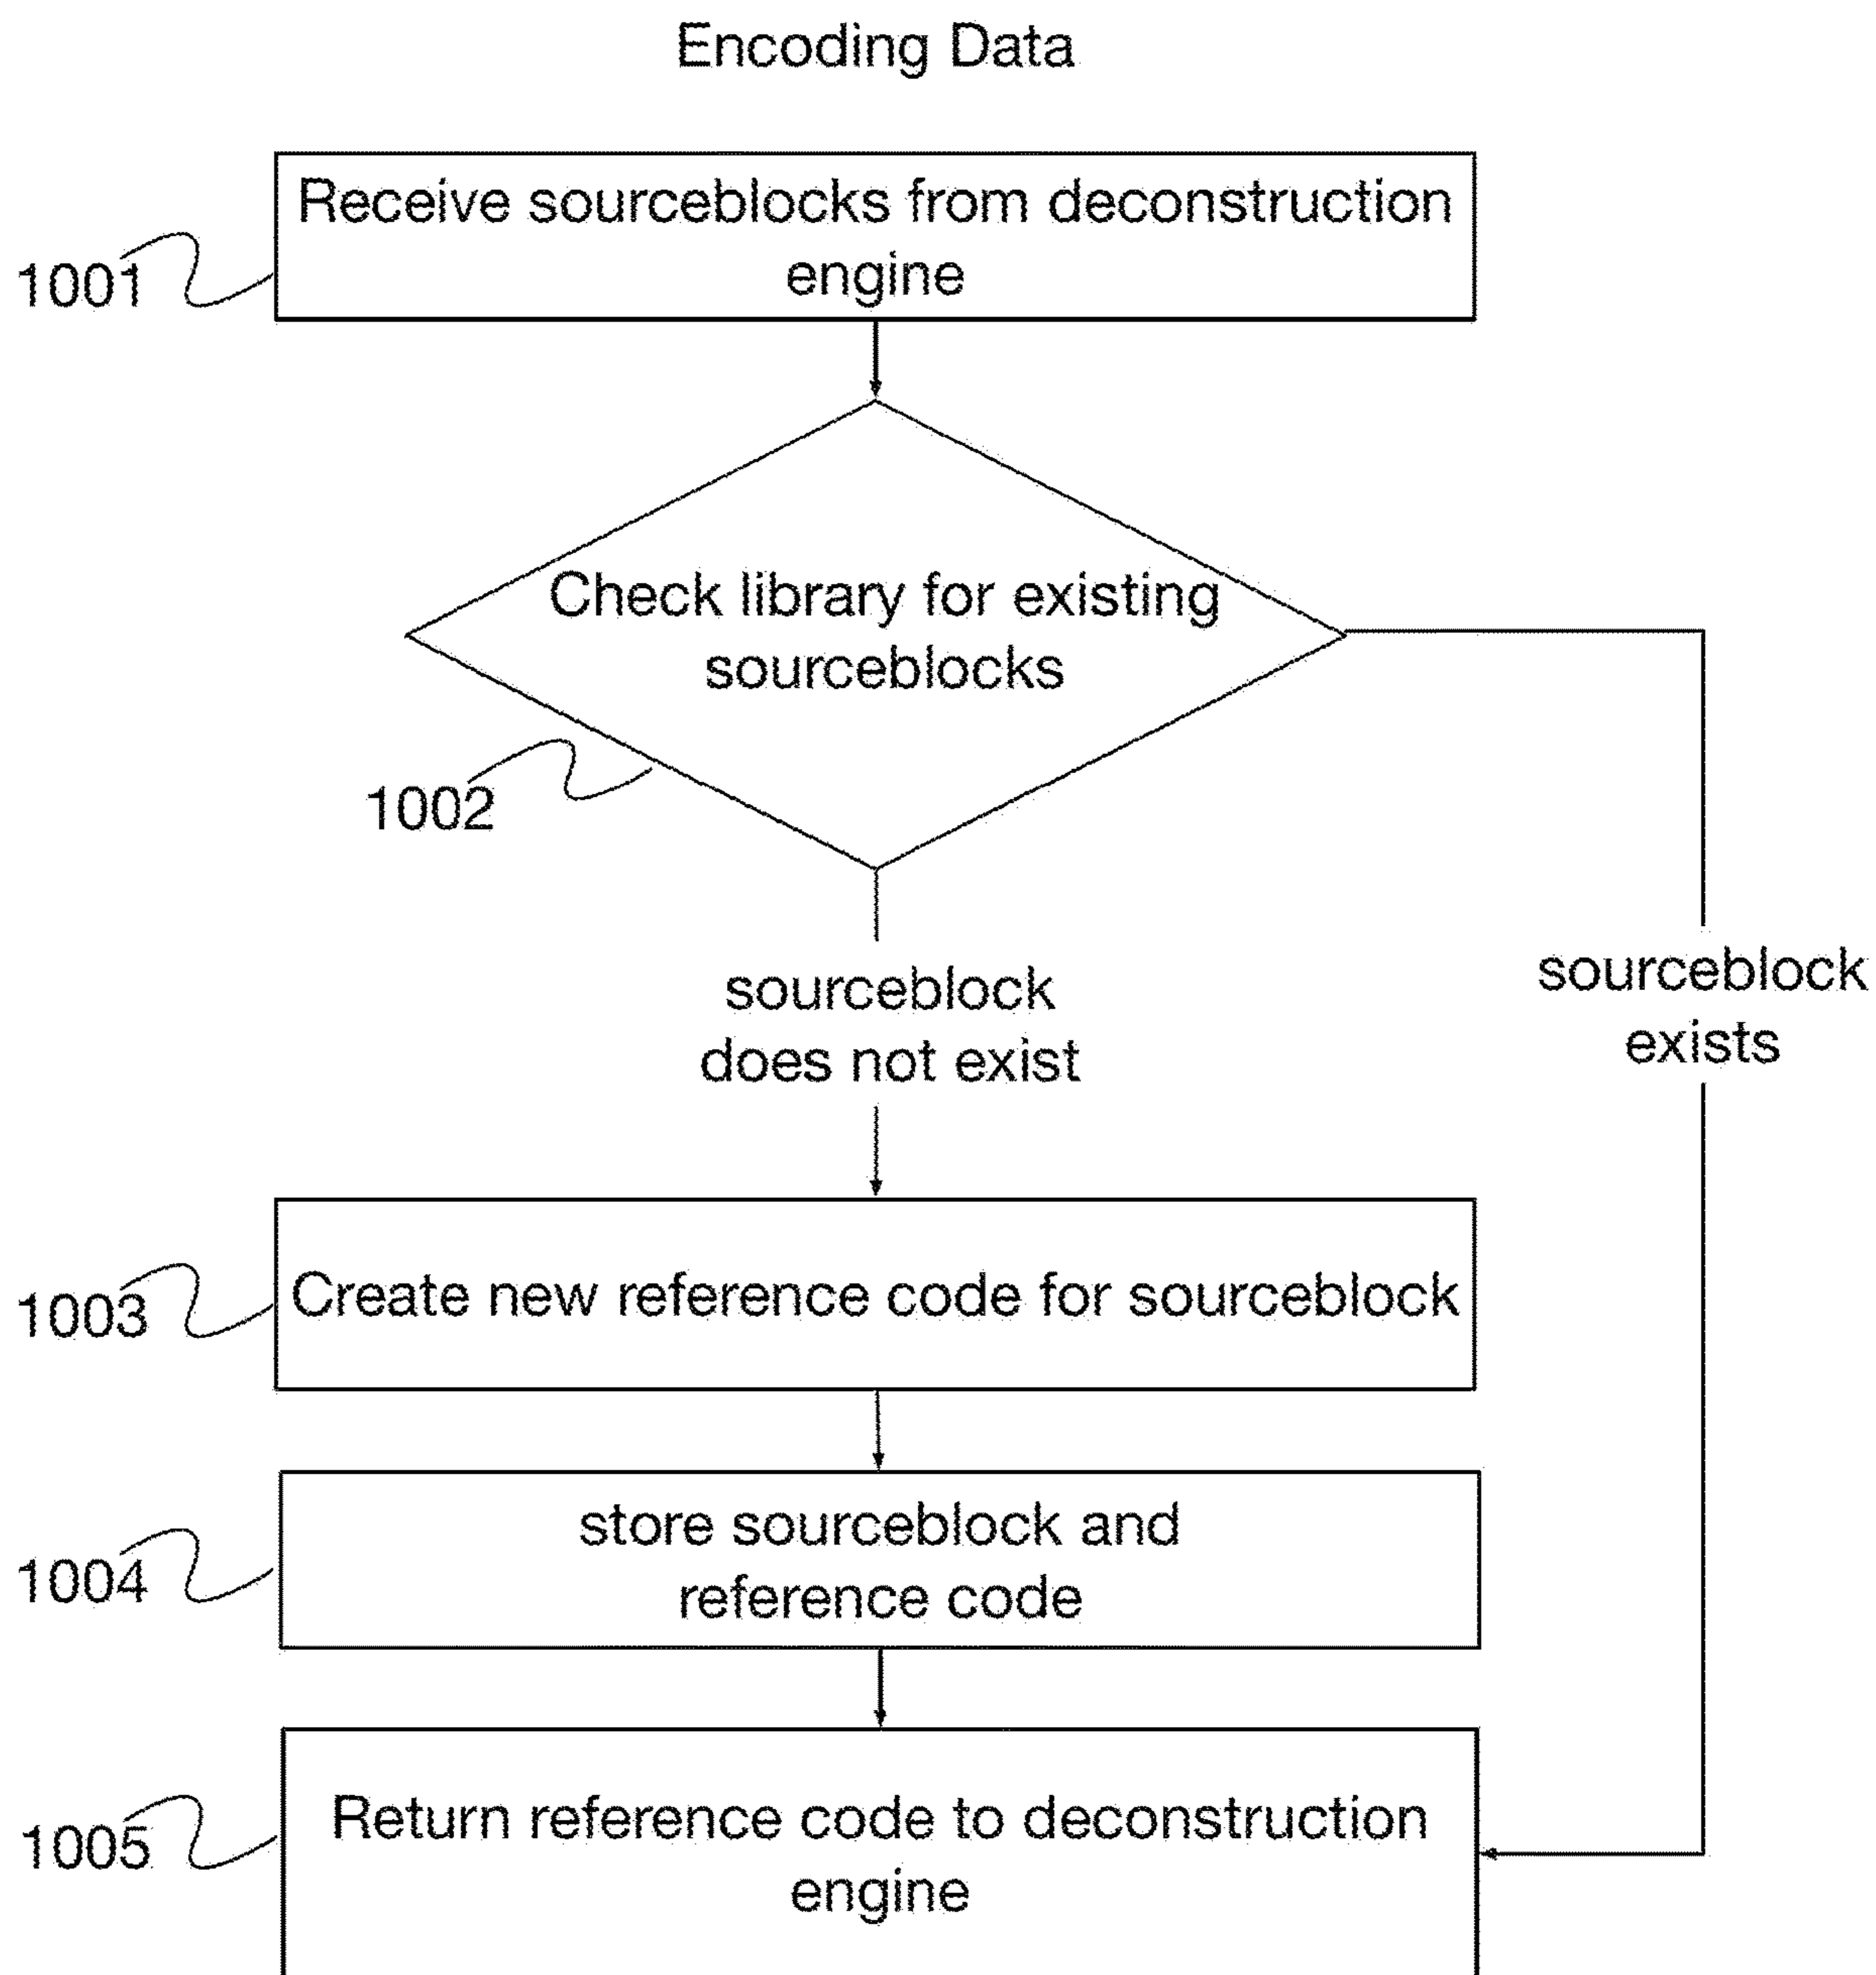 Encoding Data
Receive sourceblocks from deconstruction
engine
1001
Check library for existing
sourceblocks
1002
sourceblock
does not exist
sourceblock
exists
1003
Create new reference code for sourceblock
store sourceblock and
reference code
1004
Return reference code to deconstruction
engine
1005